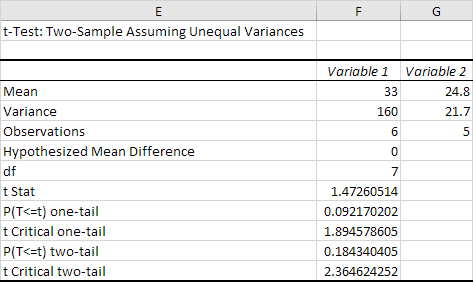 E F G
t-Test: Two-Sample Assuming Unequal Variances
Variable 1 Variable 2
Mean 33 24.8
Variance 160 21.7
Observations 6 5
Hypothesized Mean Difference 0
df 7
t Stat 1.47260514
P(T<=t) one-tail 0.092170202
t Critical one-tail 1.894578605
P(T<=t) two-tail 0.184340405
t Critical two-tail 2.364624252